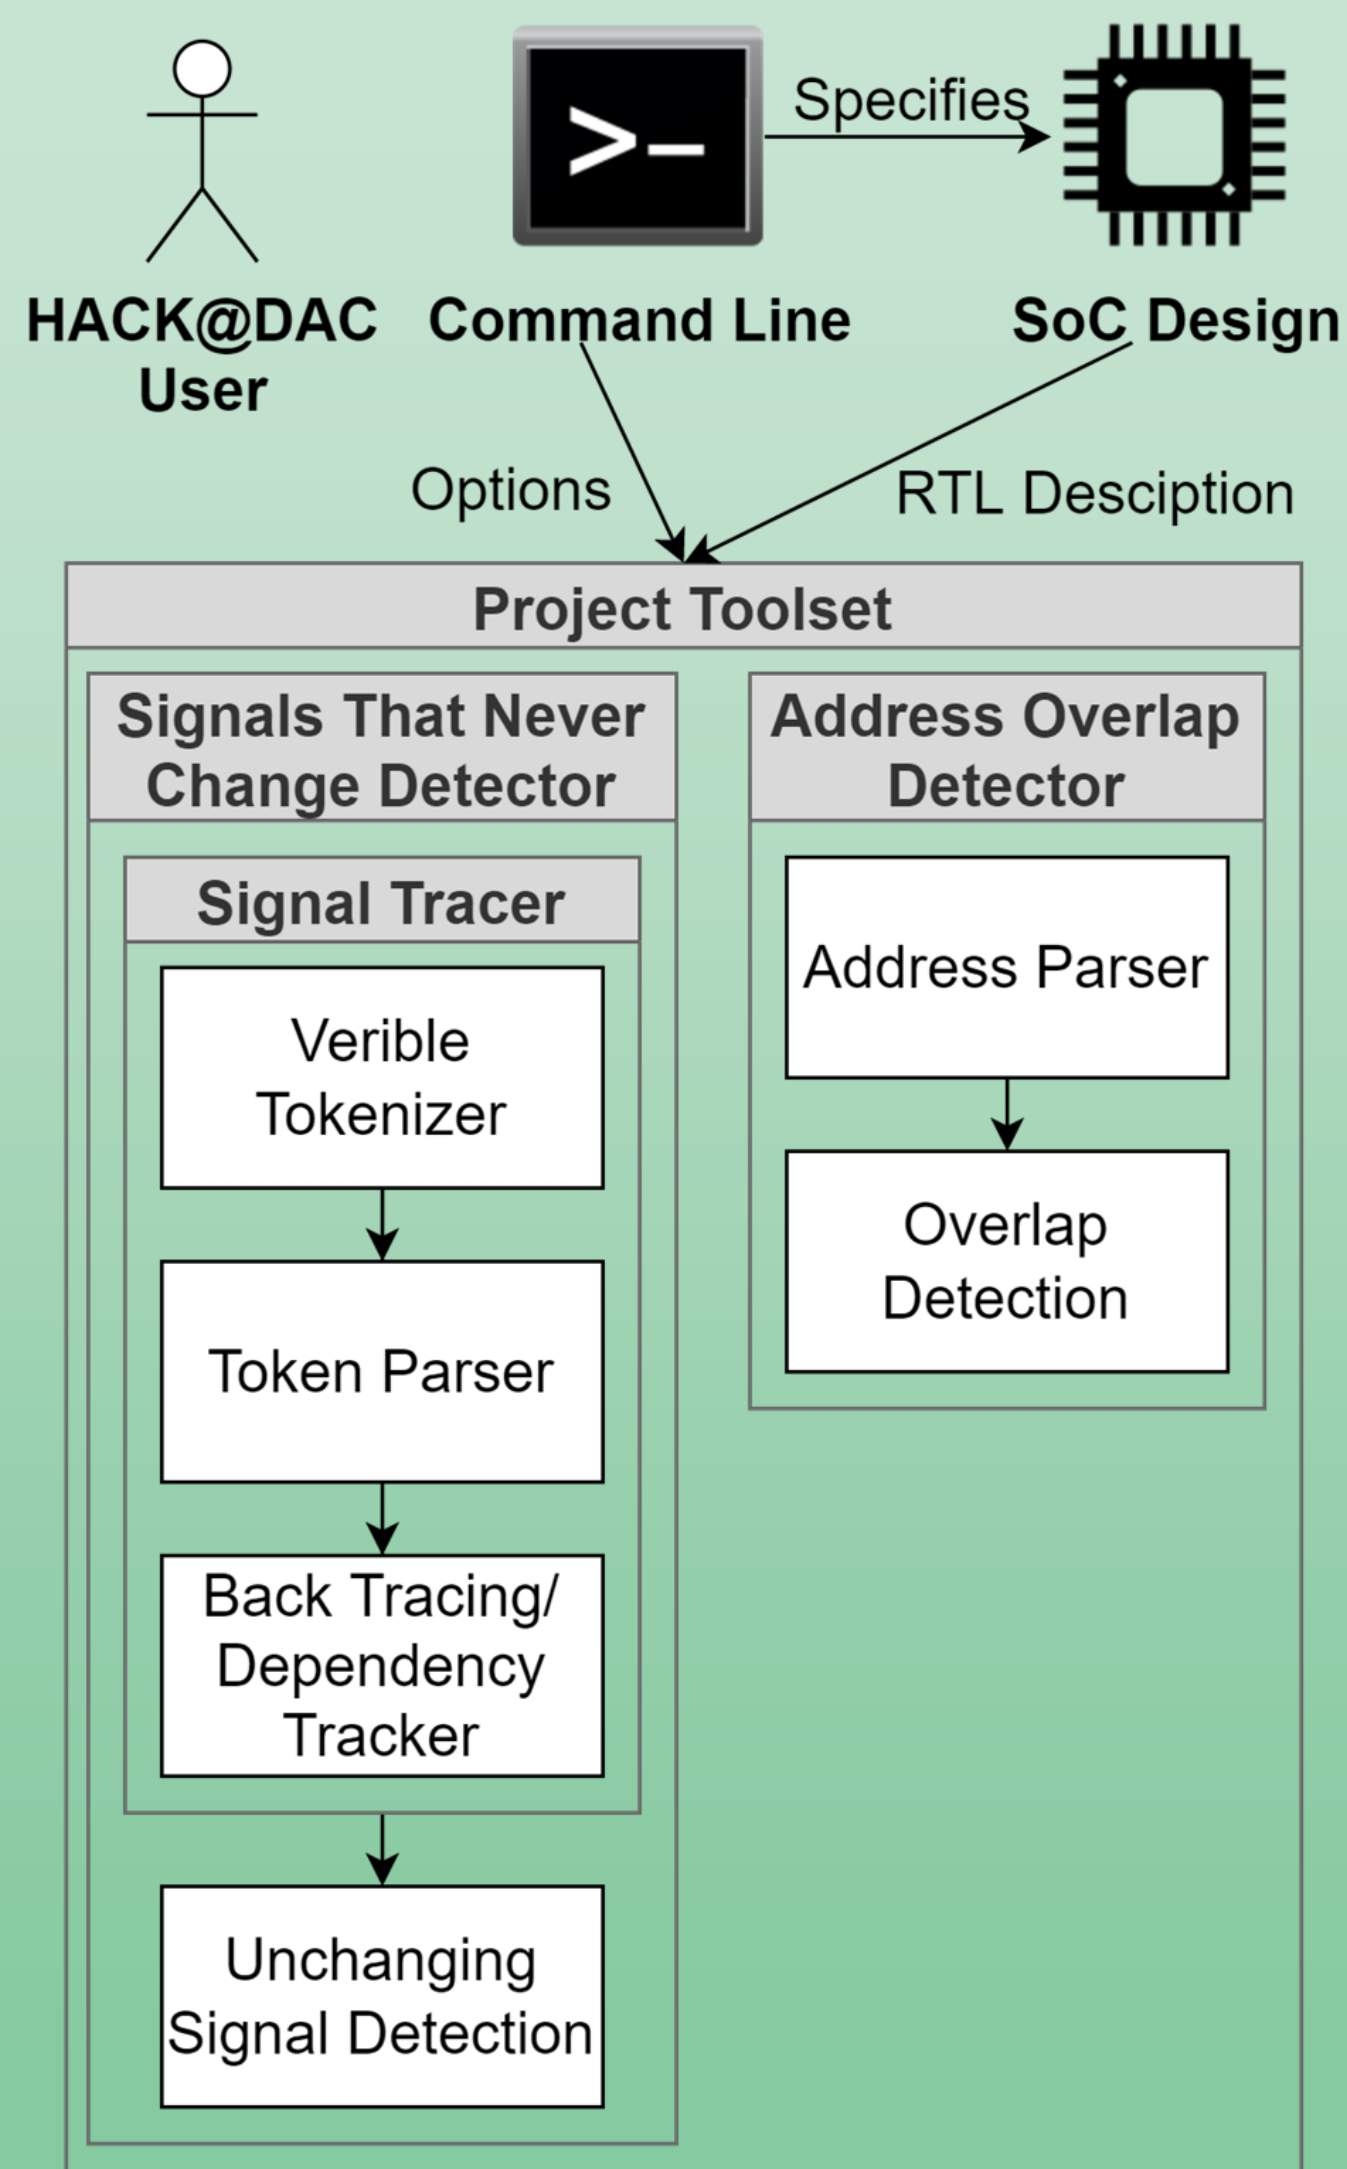 >_
Specifies
HACK@DAC
User
Command Line
SoC Design
Options
RTL Desciption
Project Toolset
Signals That Never
Change Detector
Signal Tracer
Verible
Tokenizer
Token Parser
Back Tracing/
Dependency
Tracker
Unchanging
Signal Detection
Address Overlap
Detector
Address Parser
Overlap
Detection